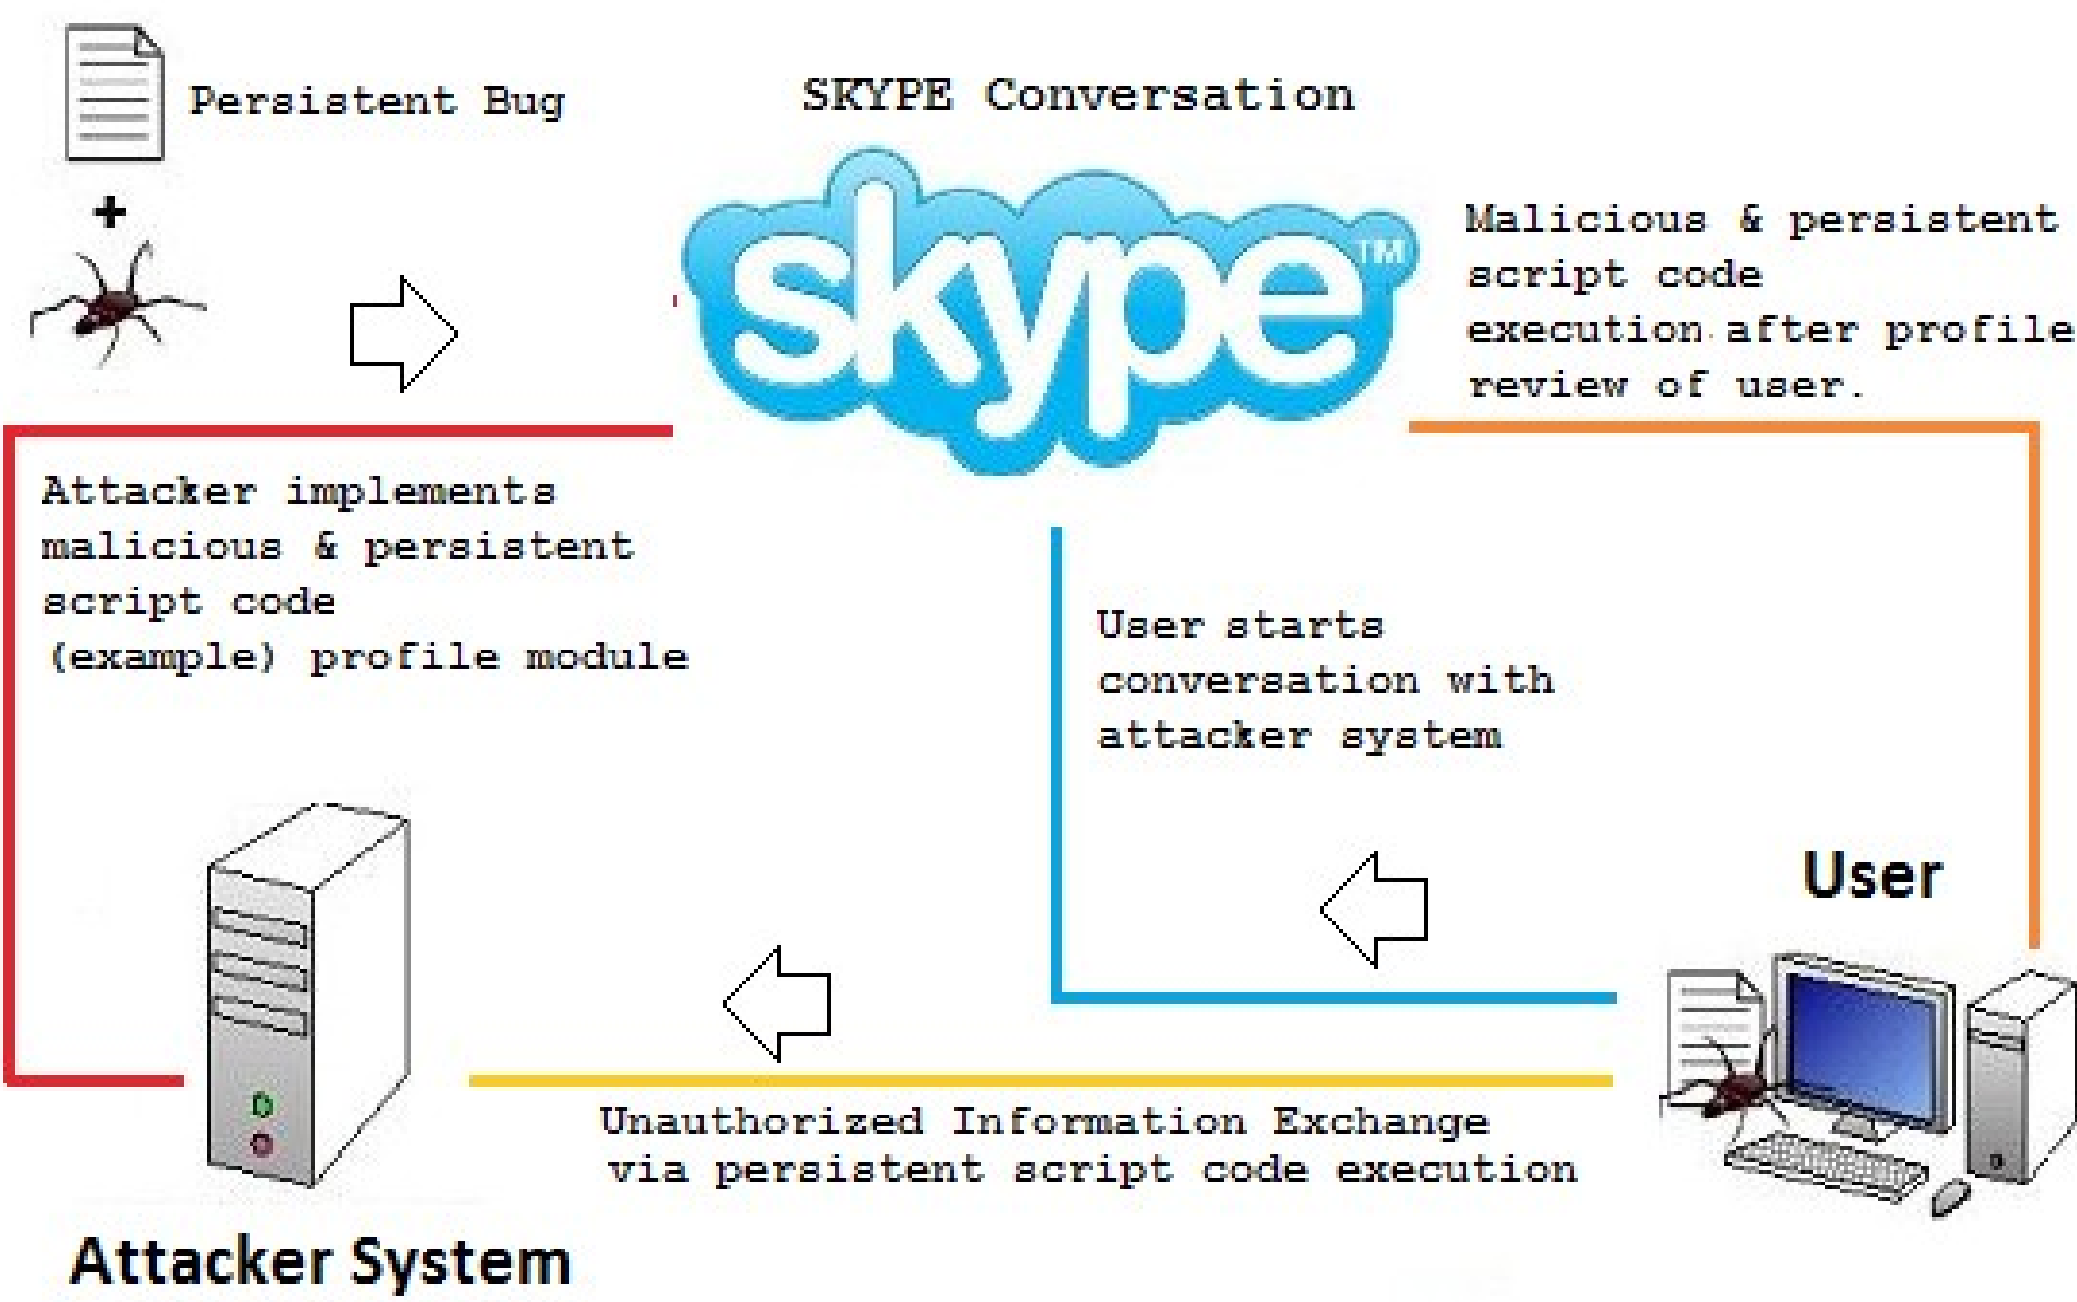 Persistent Bug
SKYPE Conversation
skype™
Malicious & persistent
script code
execution after profile
review of user.
Attacker implements
malicious & persistent
script code
(example) profile module
User starts
conversation with
attacker system
User
Unauthorized Information Exchange
via persistent script code execution
Attacker System